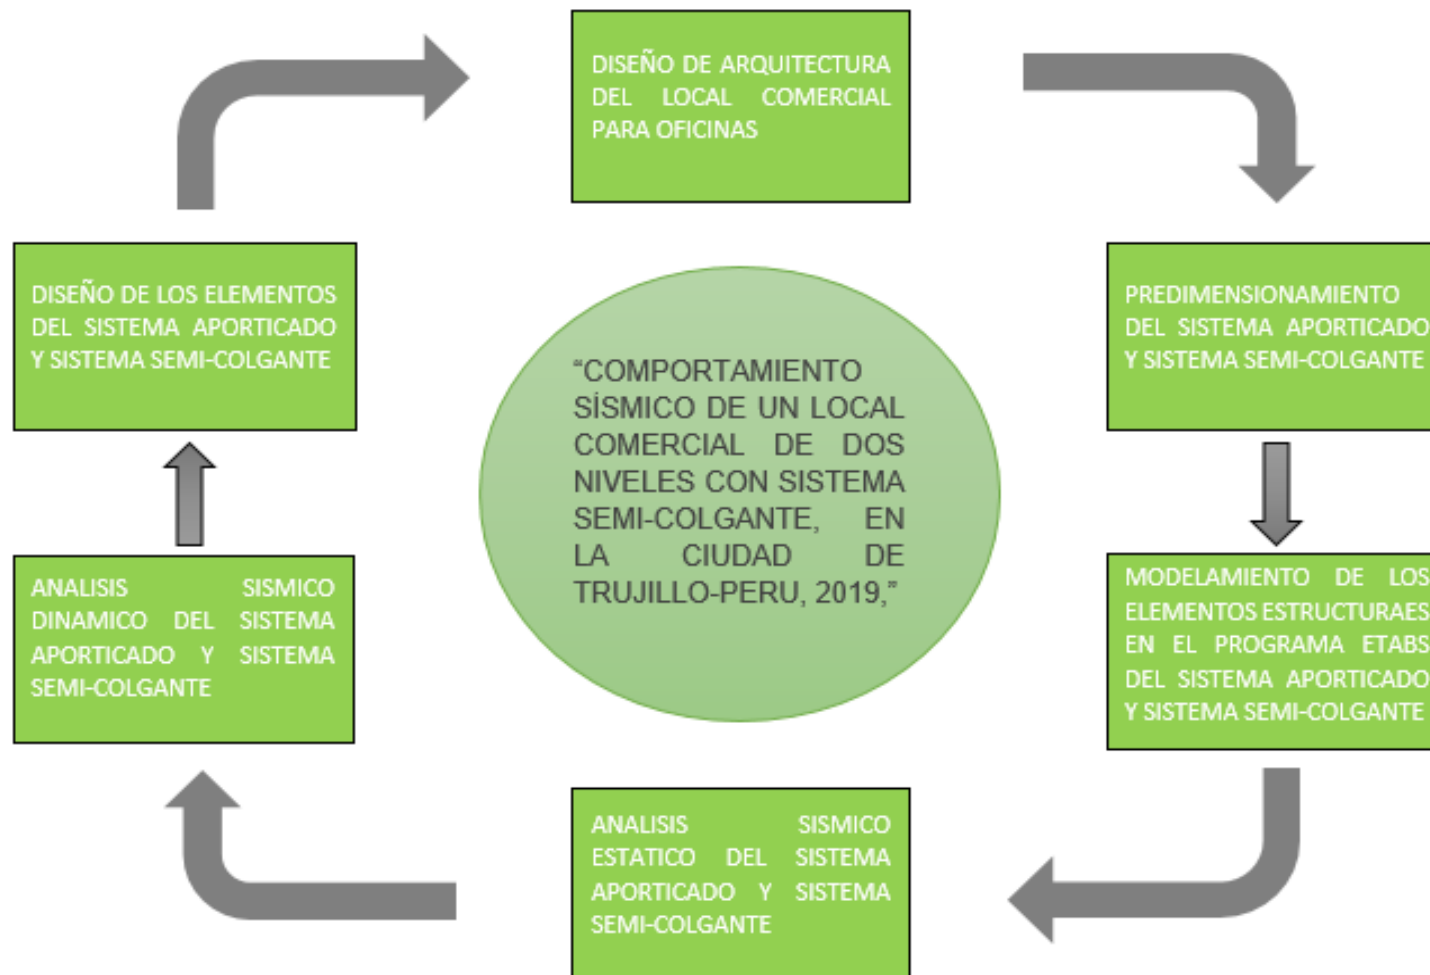 DISEÑO DE ARQUITECTURA
DEL LOCAL COMERCIAL
PARA OFICINAS
PREDIMENSIONAMIENTO
DEL SISTEMA APORTICADO
Y SISTEMA SEMI-COLGANTE
MODELAMIENTO DE LOS
ELEMENTOS ESTRUCTURAES
EN EL PROGRAMA ETABS
DEL SISTEMA APORTICADO
Y SISTEMA SEMI-COLGANTE
ANALISIS SISMICO
ESTATICO DEL SISTEMA
APORTICADO Y SISTEMA
SEMI-COLGANTE
ANALISIS SISMICO
DINAMICO DEL SISTEMA
APORTICADO Y SISTEMA
SEMI-COLGANTE
DISEÑO DE LOS ELEMENTOS
DEL SISTEMA APORTICADO
Y SISTEMA SEMI-COLGANTE
“COMPORTAMIENTO
SÍSMICO DE UN LOCAL
COMERCIAL DE DOS
NIVELES CON SISTEMA
SEMI-COLGANTE, EN
LA CIUDAD DE
TRUJILLO-PERU, 2019,”